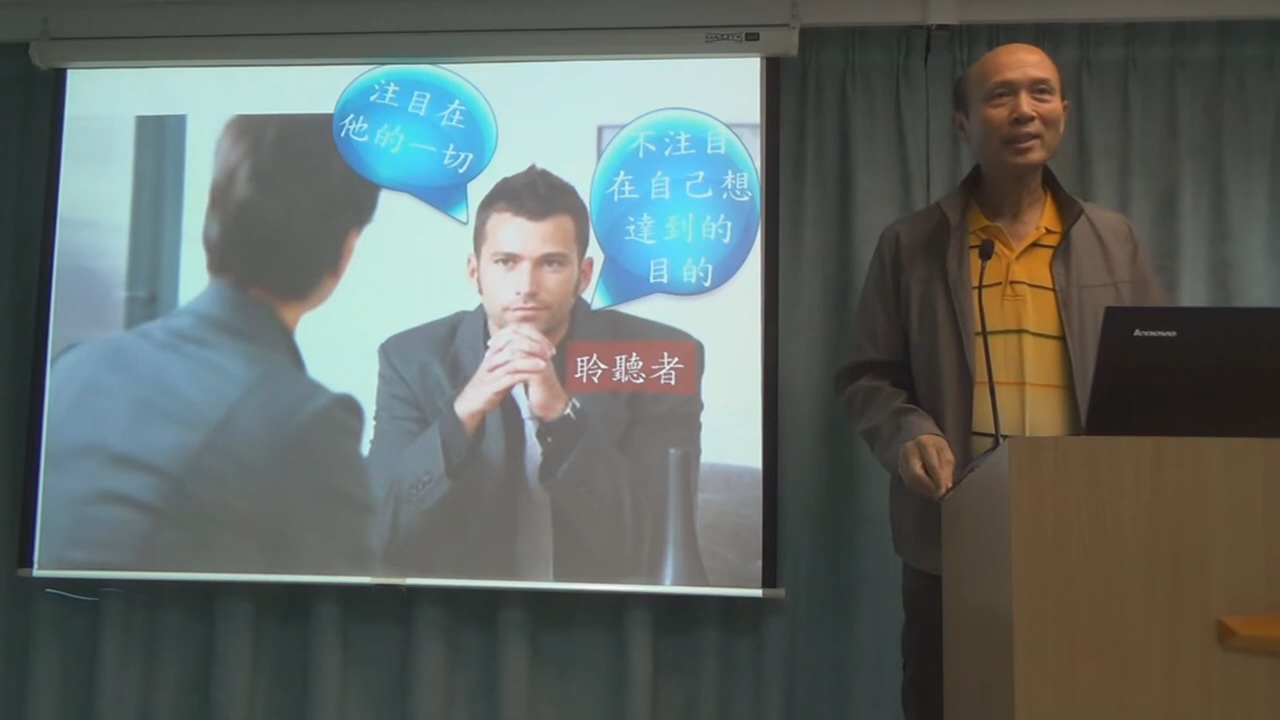 注目在
他的一切
不注目
在自己想
達到的
目的
聆聽者
lenovo